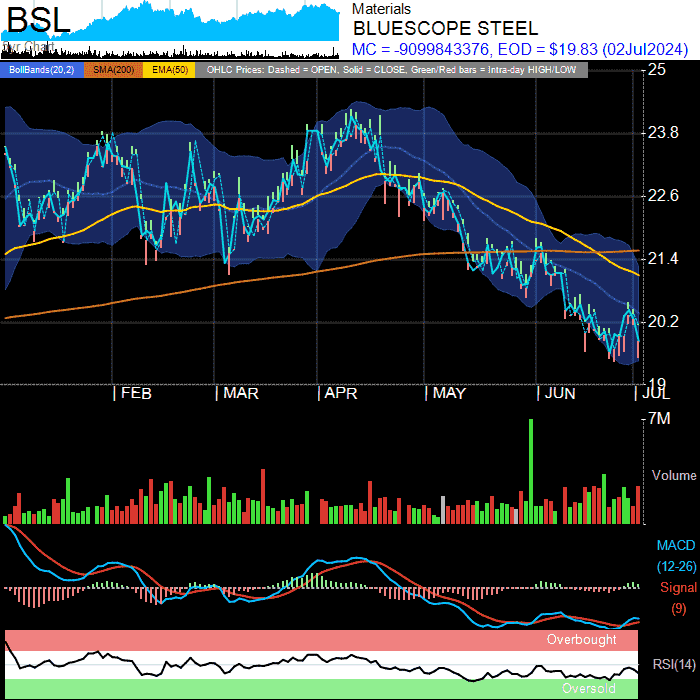 BSL
Materials
BLUESCOPE STEEL
MC = -9099843376, EOD = $19.83 (02Jul2024)
BollBands(20,2) SMA(200) EMA(50) OHLC Prices: Dashed = OPEN, Solid = CLOSE, Green/Red bars = Intra-day HIGH/LOW
25
23.8
22.6
21.4
20.2
19
FEB MAR APR MAY JUN JUL
7M
Volume
MACD
(12-26)
Signal
(9)
Overbought
RSI(14)
Oversold